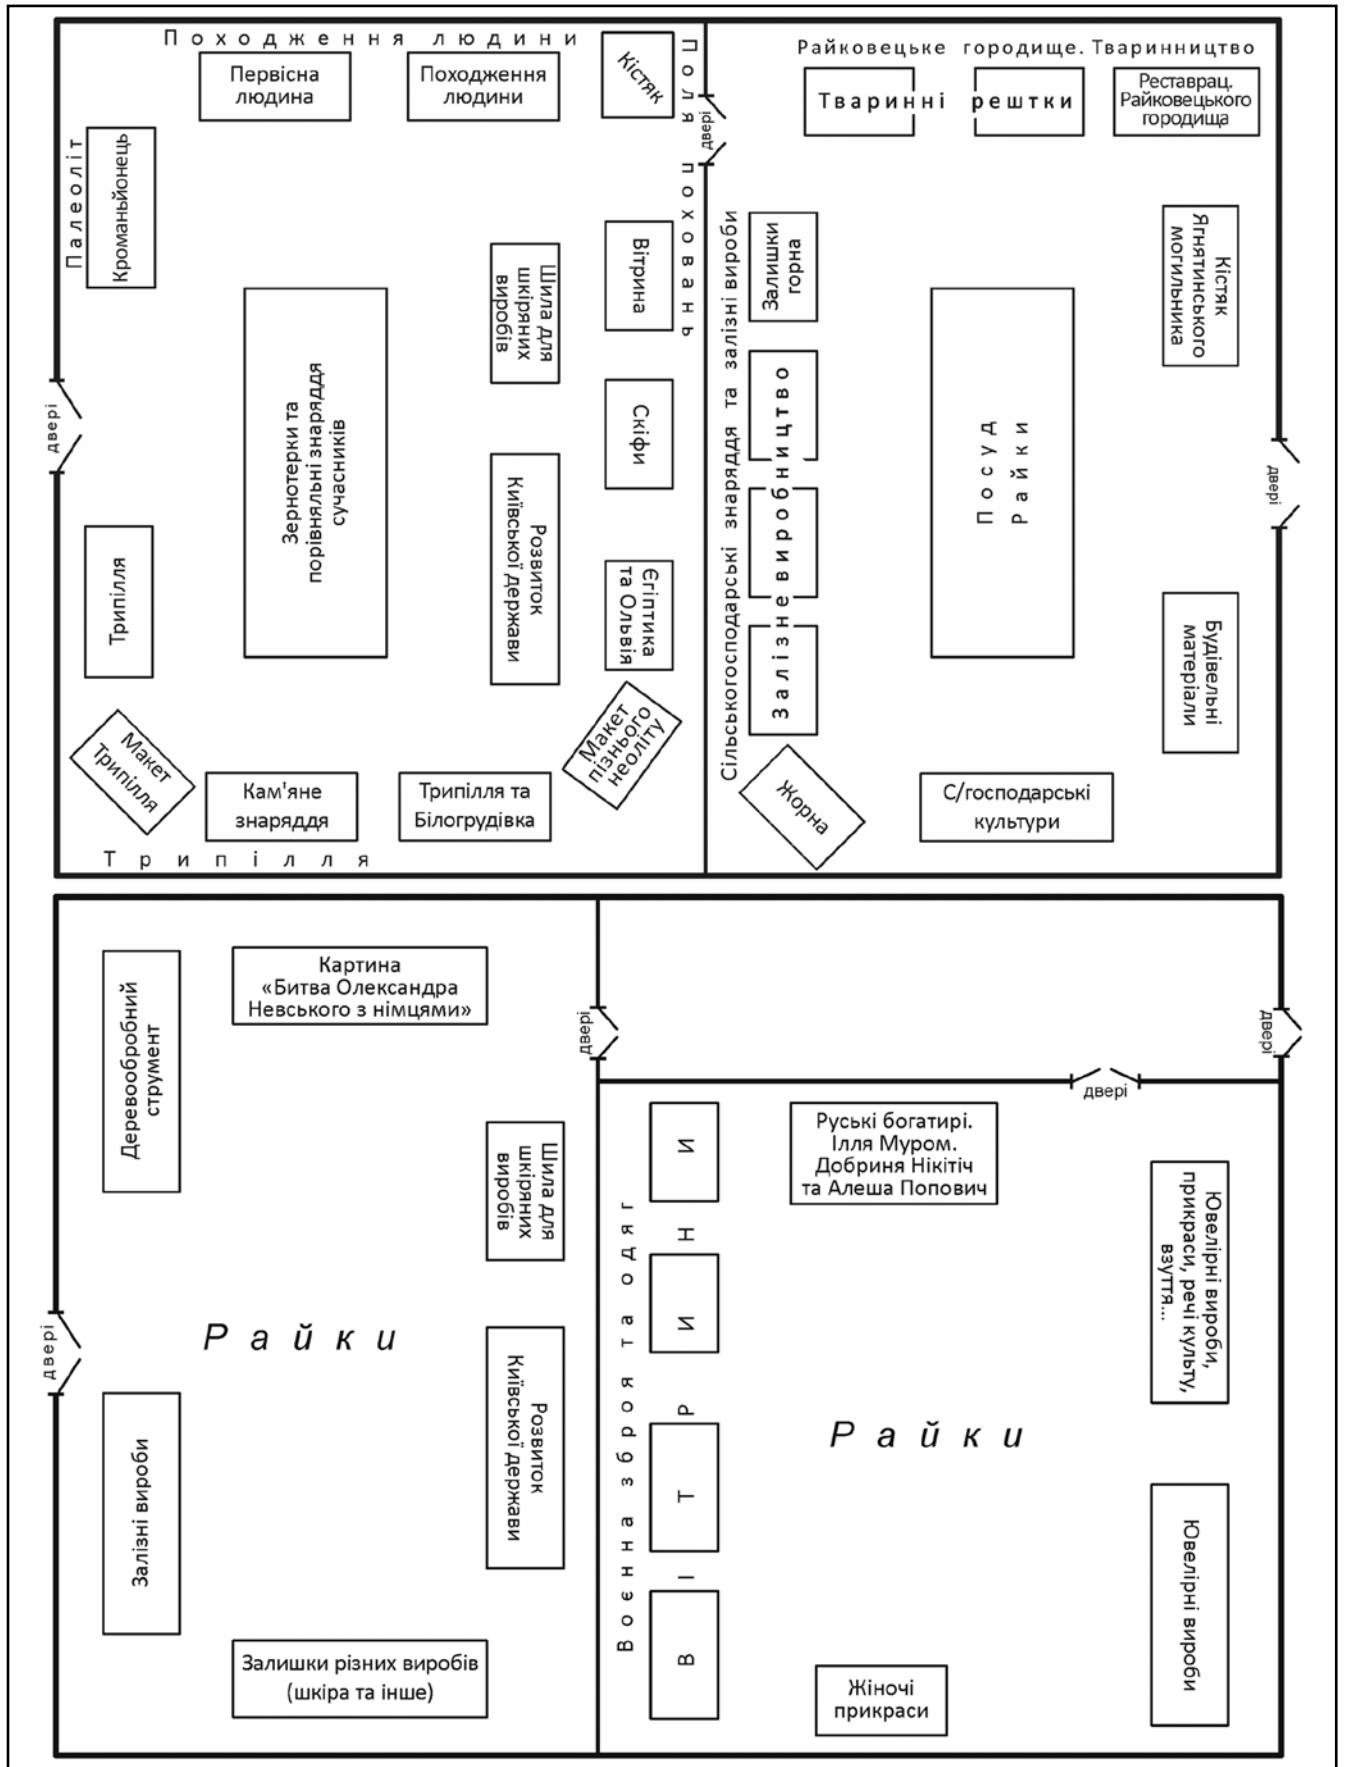 Походження людини
Первісна
людина
Походження
людини
Кістяк
Поля поховань
двері
Палеоліт
Кроманьйонець
Шила для
шкіряних
виробів
Вітрина
Зернотерки та
порівняльні знаряддя
сучасників
двері
Скіфи
Розвиток
Київської держави
Трипілля
Єгіптика
та Ольвія
Макет
Трипілля
Кам'яне
знаряддя
Трипілля та
Білогрудівка
Макет
пізнього
неоліту
Трипілля
Райковецьке городище. Тваринництво
Тваринні рештки
Реставрац.
Райковецького
городища
Сільськогосподарські знаряддя та залізні вироби
Залишки
горна
Кістяк
Ягнятинського
могильника
Залізне виробництво
Посуд
Райки
двері
Будівельні
матеріали
Жорна
С/господарські
культури
Деревообробний
струмент
Картина
«Битва Олександра
Невського з німцями»
двері
Шила для
шкіряних
виробів
Райки
двері
Розвиток
Київської держави
Залізні вироби
Залишки різних виробів
(шкіра та інше)
двері
двері
Воєнна зброя та одяг
ВІТРИНИ
Руські богатирі.
Ілля Муром.
Добриня Нікітіч
та Алеша Попович
Ювелірні вироби,
прикраси, речі культу,
взуття...
Райки
Ювелірні вироби
Жіночі
прикраси